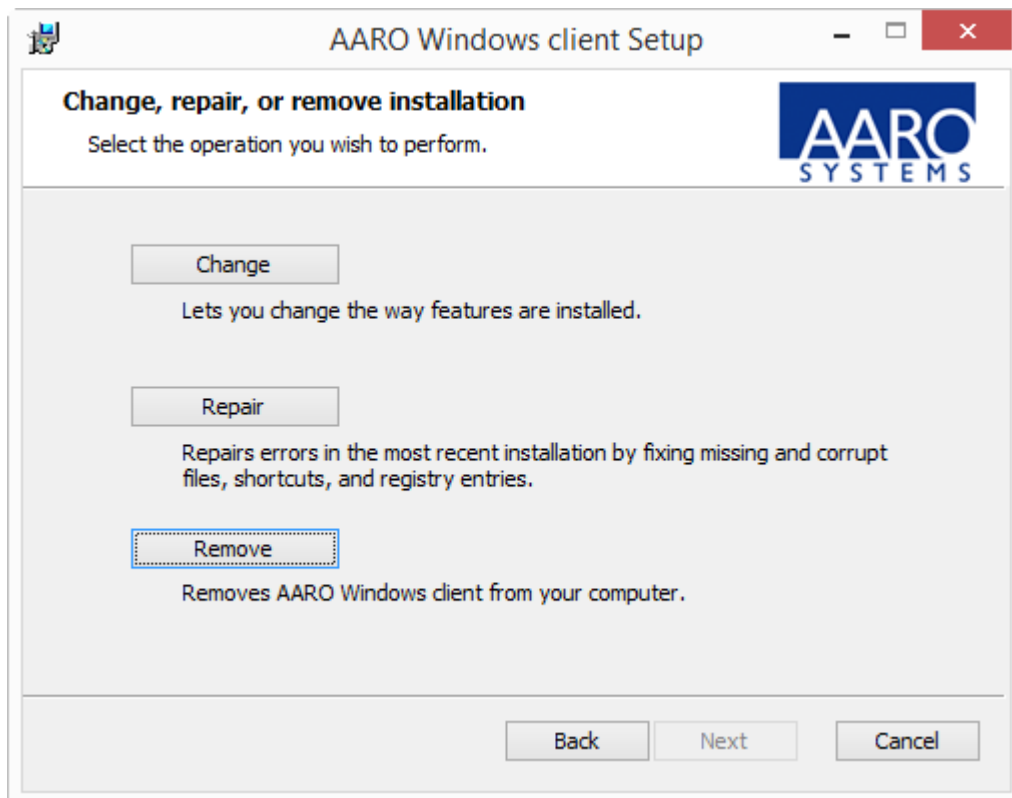 AARO Windows client Setup
Change, repair, or remove installation
Select the operation you wish to perform.
AARO
SYSTEMS
Change
Lets you change the way features are installed.
Repair
Repairs errors in the most recent installation by fixing missing and corrupt
files, shortcuts, and registry entries.
Remove
Removes AARO Windows client from your computer.
Back
Next
Cancel